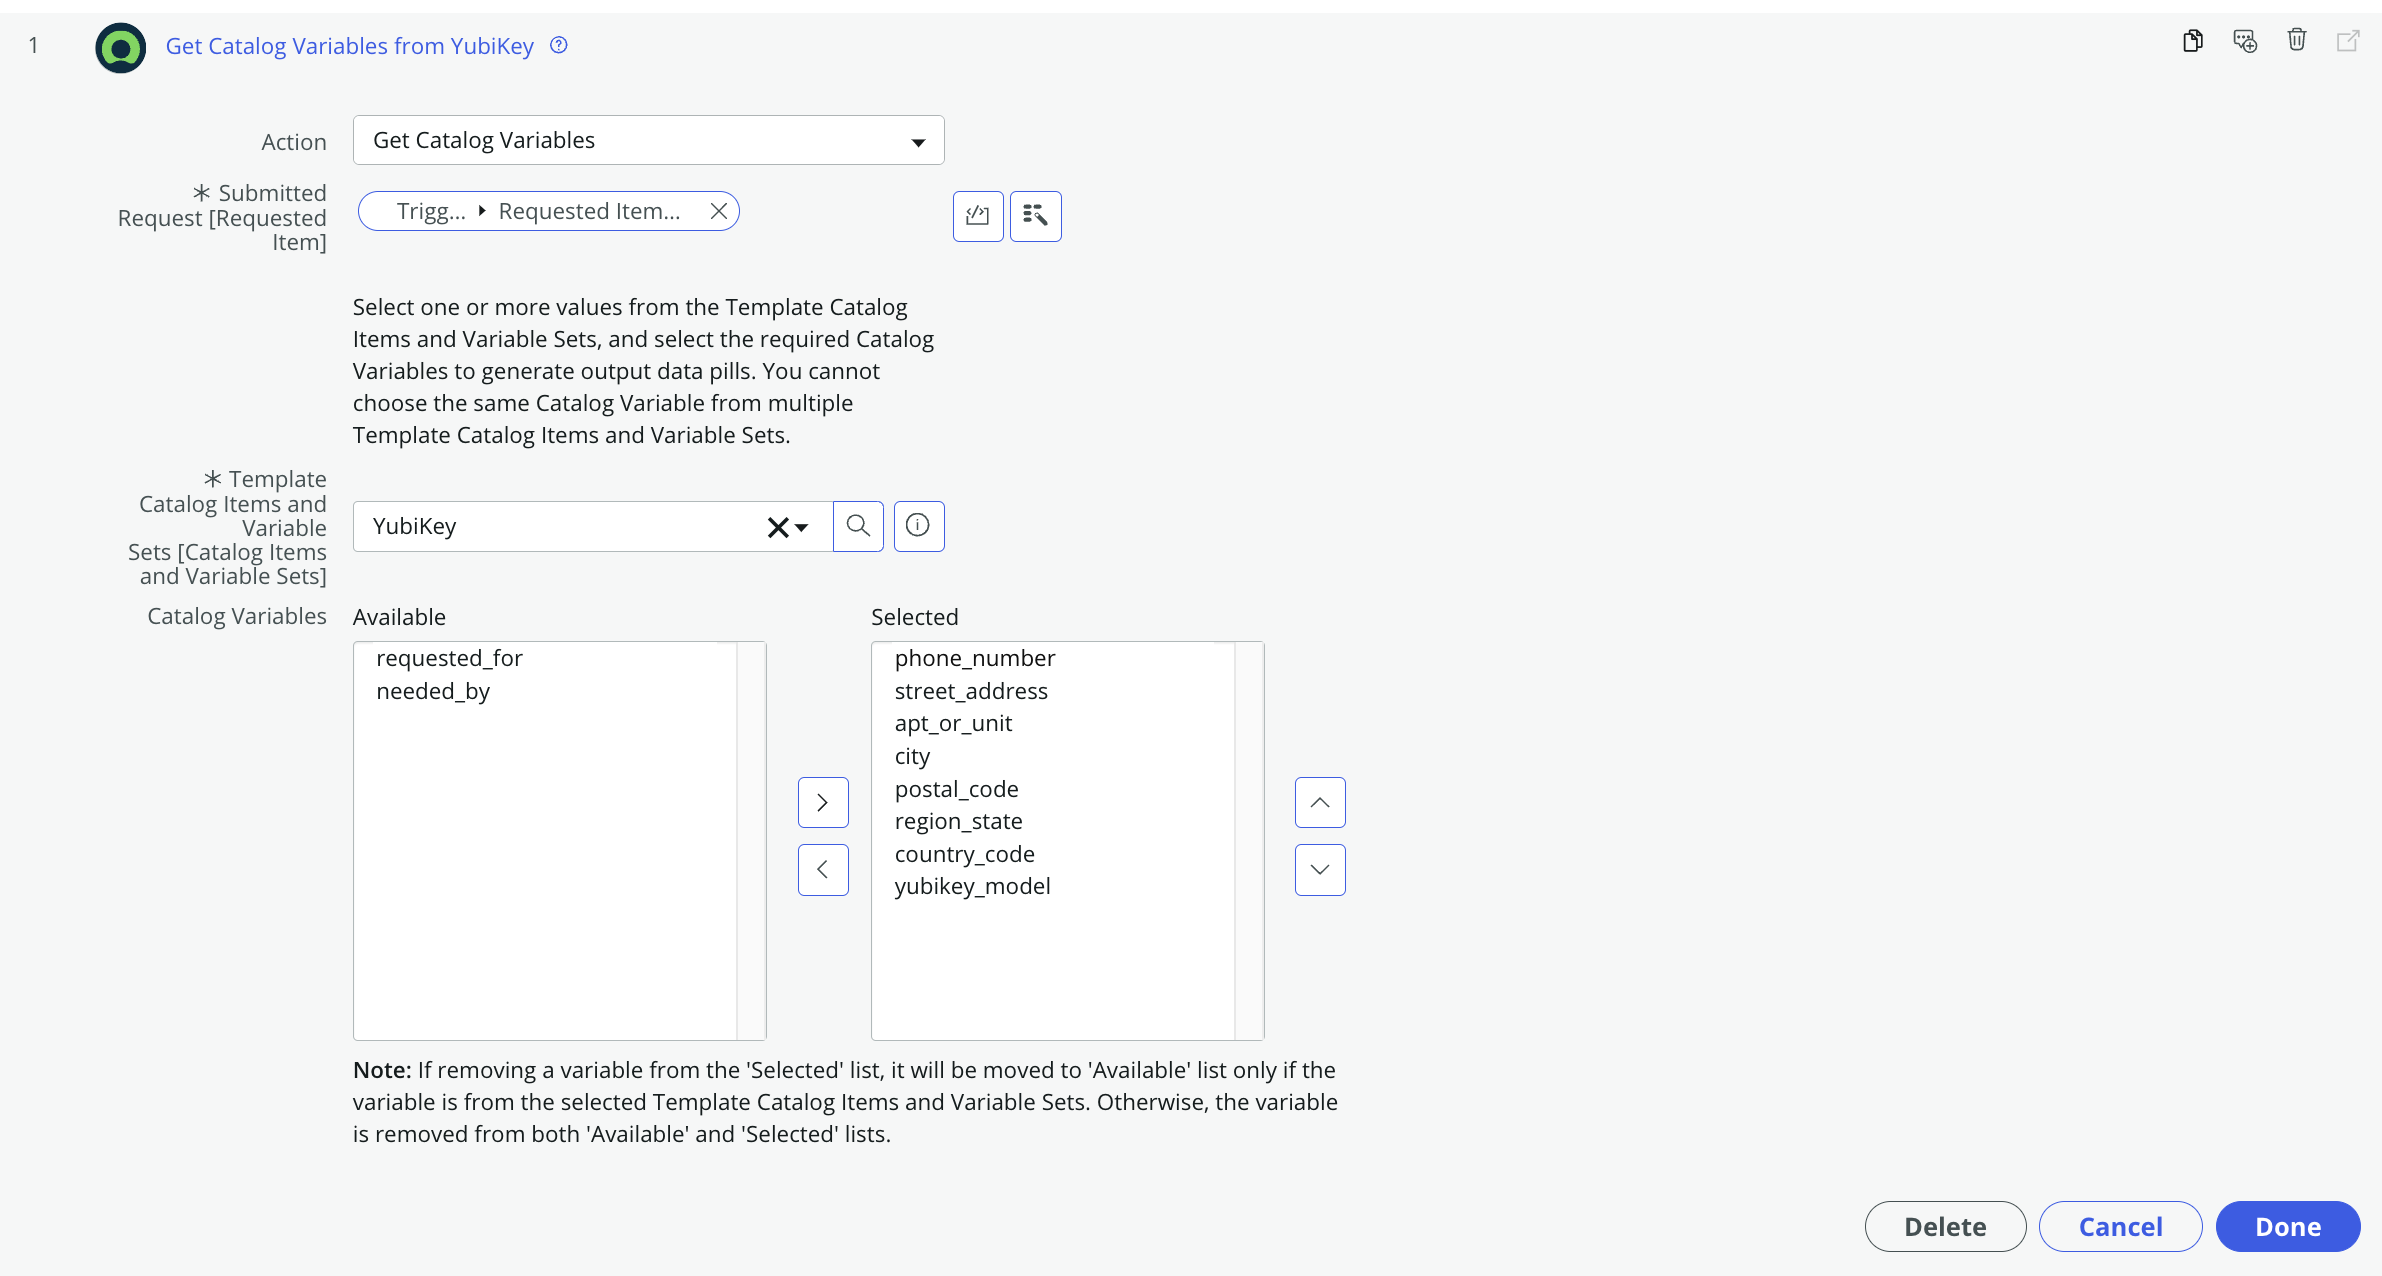 1
Get Catalog Variables from YubiKey
Action
Get Catalog Variables
* Submitted
Request [Requested
Item]
Trigg... ▸ Requested Item...
Select one or more values from the Template Catalog
Items and Variable Sets, and select the required Catalog
Variables to generate output data pills. You cannot
choose the same Catalog Variable from multiple
Template Catalog Items and Variable Sets.
* Template
Catalog Items and
Variable
Sets [Catalog Items
and Variable Sets]
YubiKey
Catalog Variables
Available
requested_for
needed_by
Selected
phone_number
street_address
apt_or_unit
city
postal_code
region_state
country_code
yubikey_model
Note: If removing a variable from the 'Selected' list, it will be moved to 'Available' list only if the
variable is from the selected Template Catalog Items and Variable Sets. Otherwise, the variable
is removed from both 'Available' and 'Selected' lists.
Delete
Cancel
Done